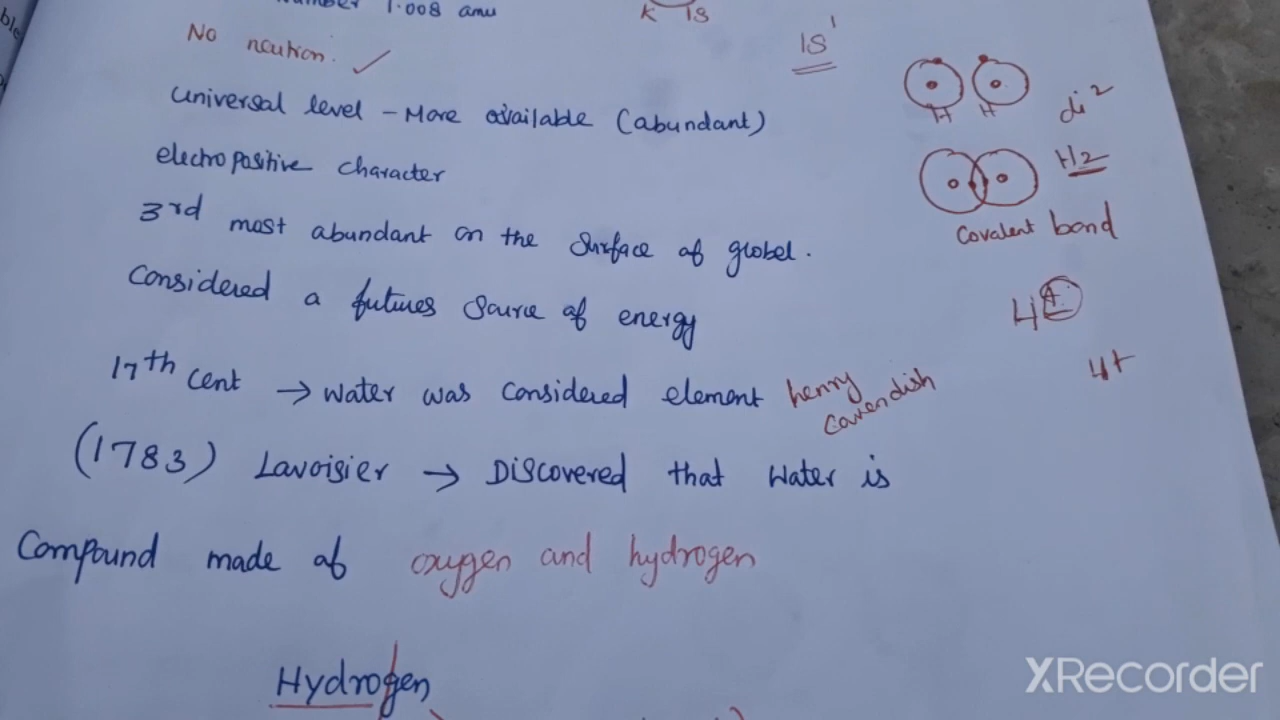 number 1.008 amu
K 1s
No neutron. ✓
1S¹
universal level - More available (abundant)
H H
di²
electropositive character
H2
3rd most abundant on the Surface of globel.
Covalent bond
Considered a futures Source of energy
17th cent → water was considered element henry cavendish
(1783) Lavoisier → Discovered that water is
Compound made of oxygen and hydrogen
Hydrogen
XRecorder